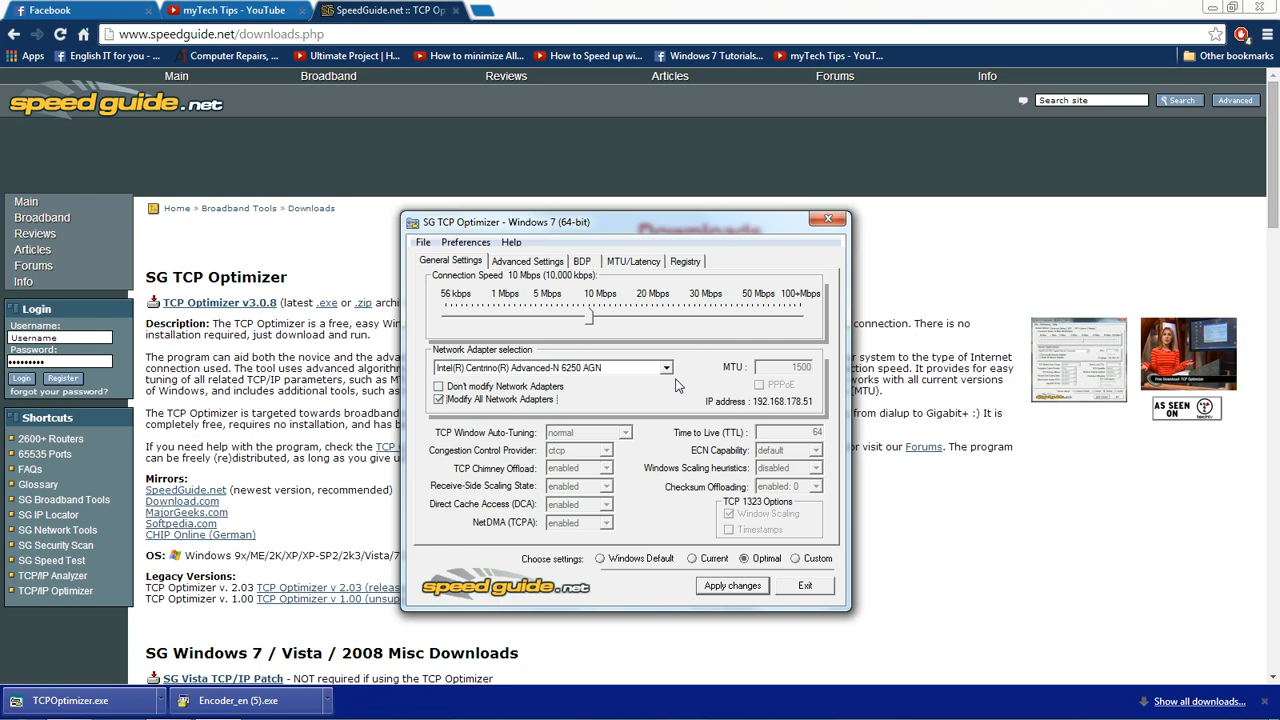 Facebook
myTech Tips - YouTube
SpeedGuide.net :: TCP Op
www.speedguide.net/downloads.php
Apps
English IT for you - ...
Computer Repairs, ...
Ultimate Project | H...
How to minimize All...
How to Speed up wi...
Windows 7 Tutorials...
myTech Tips - YouT...
Other bookmarks
Main
Broadband
Reviews
Articles
Forums
Info
speed guide.net
Search site
Search
Advanced
Main
Broadband
Reviews
Articles
Forums
Info
Login
Username:
Username
Password:
Login
Register
forgot your password?
Shortcuts
2600+ Routers
65535 Ports
FAQs
Glossary
SG Broadband Tools
SG IP Locator
SG Network Tools
SG Security Scan
SG Speed Test
TCP/IP Analyzer
TCP/IP Optimizer
Home » Broadband Tools » Downloads
Downloads
SG TCP Optimizer
TCP Optimizer v3.0.8 (latest .exe or .zip
Description: The TCP Optimizer is a free, easy Win
connection. There is no
installation required, just download and run
The program can aid both the novice and
ur system to the type of Internet
connection used. The tool uses advanced
ection speed. It provides for easy
tuning of all related TCP/IP parameters
works with all current editions
of Windows, and includes additional tools such as
(MTU).
The TCP Optimizer is targeted towards broadband
from dialup to Gigabit+ :) It is
completely free, requires no installation, and has b
If you need help with the program, check the TCP
or visit our Forums. The
program can be (re)distributed, as long as you give u
Mirrors:
SpeedGuide.net (newest version, recommended)
Download.com
MajorGeeks.com
Softpedia.com
CHIP Online (German)
OS: Windows 9x/ME/2K/XP/XP-SP2/2k3/Vista/7
Legacy Versions:
TCP Optimizer v. 2.03 TCP Optimizer v 2.03 (releas
TCP Optimizer v. 1.00 TCP Optimizer v 1.00 (unsup
SG Windows 7 / Vista / 2008 Misc Downloads
SG Vista TCP/IP Patch - NOT required if using the TCP Optimizer
AS SEEN
ON
techtv
SG TCP Optimizer - Windows 7 (64-bit)
File
Preferences
Help
General Settings
Advanced Settings
BDP
MTU/Latency
Registry
Connection Speed 10 Mbps (10,000 kbps):
56 kbps
1 Mbps
5 Mbps
10 Mbps
20 Mbps
30 Mbps
50 Mbps
100+Mbps
Network Adapter selection
Intel(R) Centrino(R) Advanced-N 6250 AGN
MTU :
1500
Don't modify Network Adapters
PPPoE
Modify All Network Adapters
IP address : 192.168.178.51
TCP Window Auto-Tuning:
normal
Time to Live (TTL) :
64
Congestion Control Provider:
ctcp
ECN Capability:
default
TCP Chimney Offload:
enabled
Windows Scaling heuristics:
disabled
Receive-Side Scaling State:
enabled
Checksum Offloading:
enabled: 0
Direct Cache Access (DCA):
enabled
TCP 1323 Options
Window Scaling
NetDMA (TCPA):
enabled
Timestamps
Choose settings:
Windows Default
Current
Optimal
Custom
speed guide.net
Apply changes
Exit
TCPOptimizer.exe
Encoder_en (5).exe
Show all downloads...